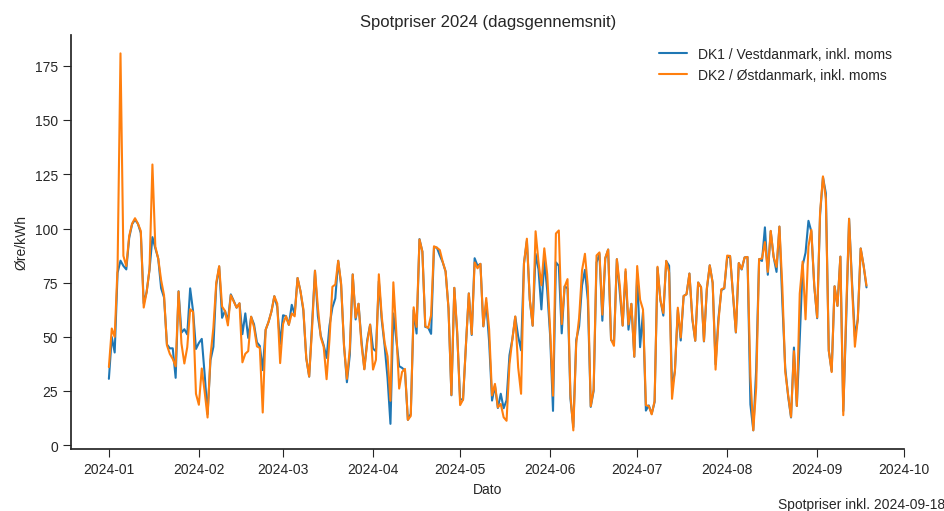 Spotpriser 2024 (dagsgennemsnit)
DK1 / Vestdanmark, inkl. moms
DK2 / Østdanmark, inkl. moms
Øre/kWh
175
150
125
100
75
50
25
0
2024-01 2024-02 2024-03 2024-04 2024-05 2024-06 2024-07 2024-08 2024-09 2024-10
Dato
Spotpriser inkl. 2024-09-18